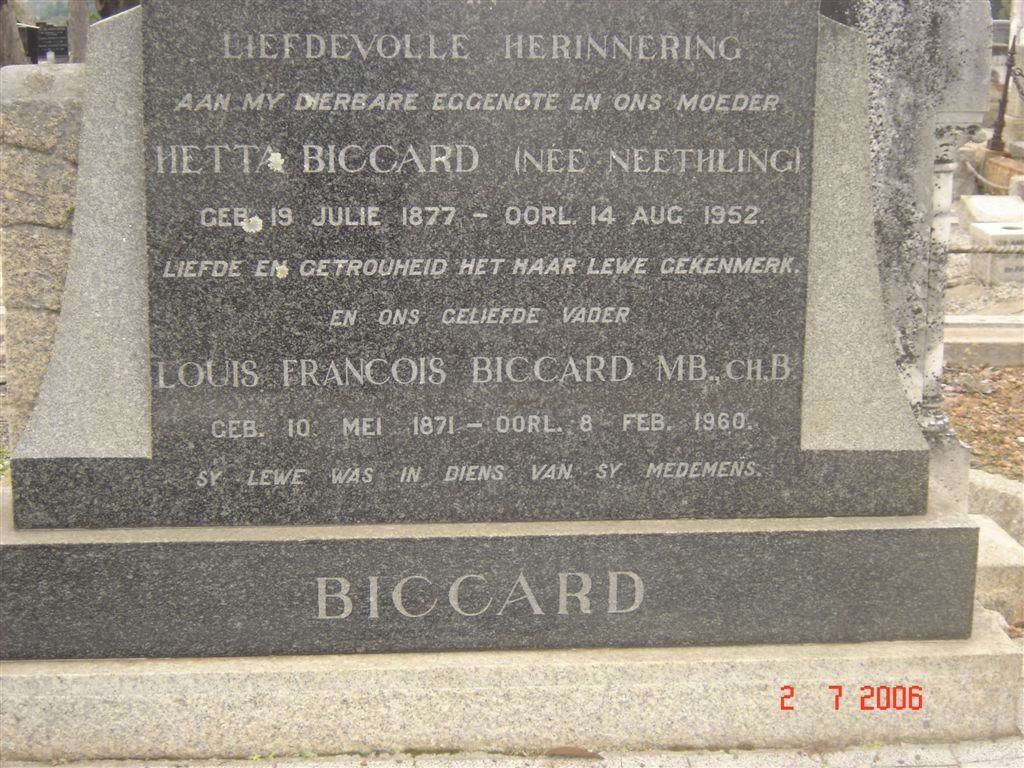 LIEFDEVOLLE HERINNERING
AAN MY DIERBARE EGGENOTE EN ONS MOEDER
HETTA BICCARD (NEE NEETHLING)
GEB. 19 JULIE 1877 – OORL. 14 AUG 1952.
LIEFDE EN GETROUHEID HET HAAR LEWE GEKENMERK.
EN ONS GELIEFDE VADER
LOUIS FRANCOIS BICCARD MB., CH.B
GEB. 10 MEI 1871 – OORL. 8 FEB. 1960.
SY LEWE WAS IN DIENS VAN SY MEDEMENS.
BICCARD
2 7 2006